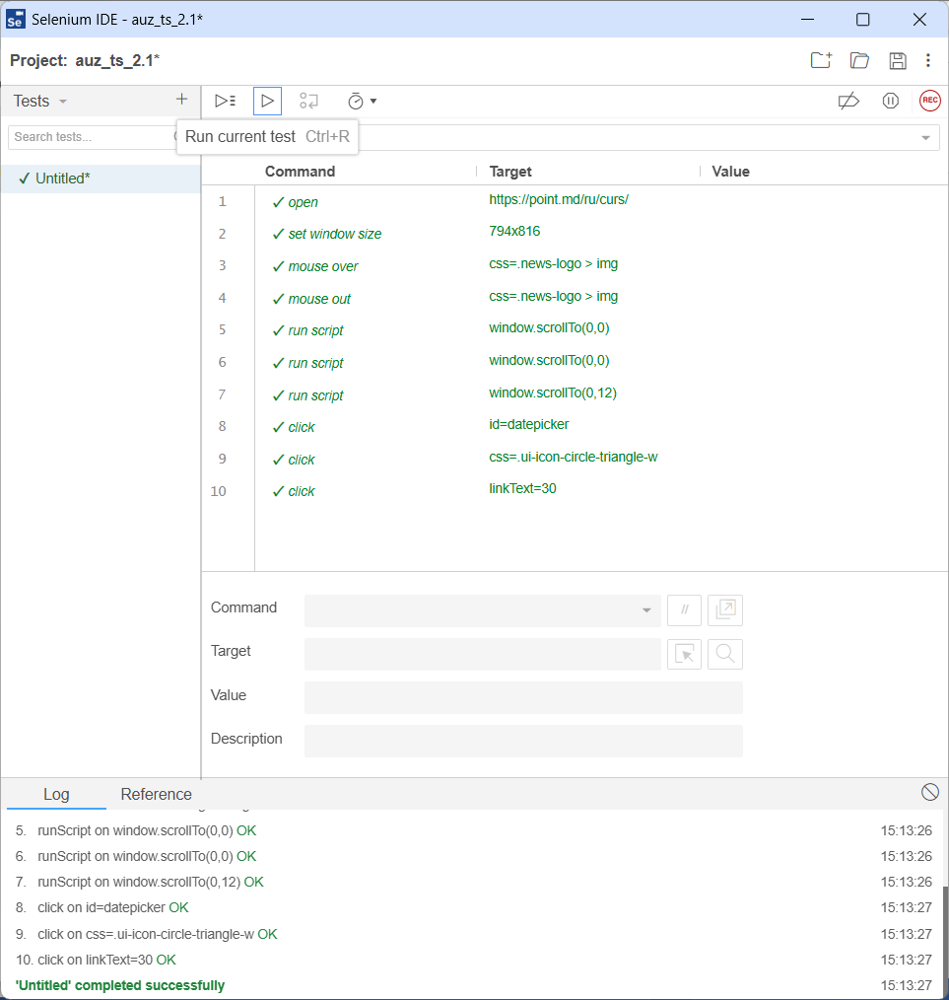 Se Selenium IDE - auz_ts_2.1*
Project: auz_ts_2.1*
Tests
REC
Search tests...
Run current test Ctrl+R
✓ Untitled*
Command Target Value
1 ✓ open https://point.md/ru/curs/
2 ✓ set window size 794x816
3 ✓ mouse over css=.news-logo > img
4 ✓ mouse out css=.news-logo > img
5 ✓ run script window.scrollTo(0,0)
6 ✓ run script window.scrollTo(0,0)
7 ✓ run script window.scrollTo(0,12)
8 ✓ click id=datepicker
9 ✓ click css=.ui-icon-circle-triangle-w
10 ✓ click linkText=30
Command //
Target
Value
Description
Log Reference
5. runScript on window.scrollTo(0,0) OK 15:13:26
6. runScript on window.scrollTo(0,0) OK 15:13:26
7. runScript on window.scrollTo(0,12) OK 15:13:26
8. click on id=datepicker OK 15:13:27
9. click on css=.ui-icon-circle-triangle-w OK 15:13:27
10. click on linkText=30 OK 15:13:27
'Untitled' completed successfully 15:13:27